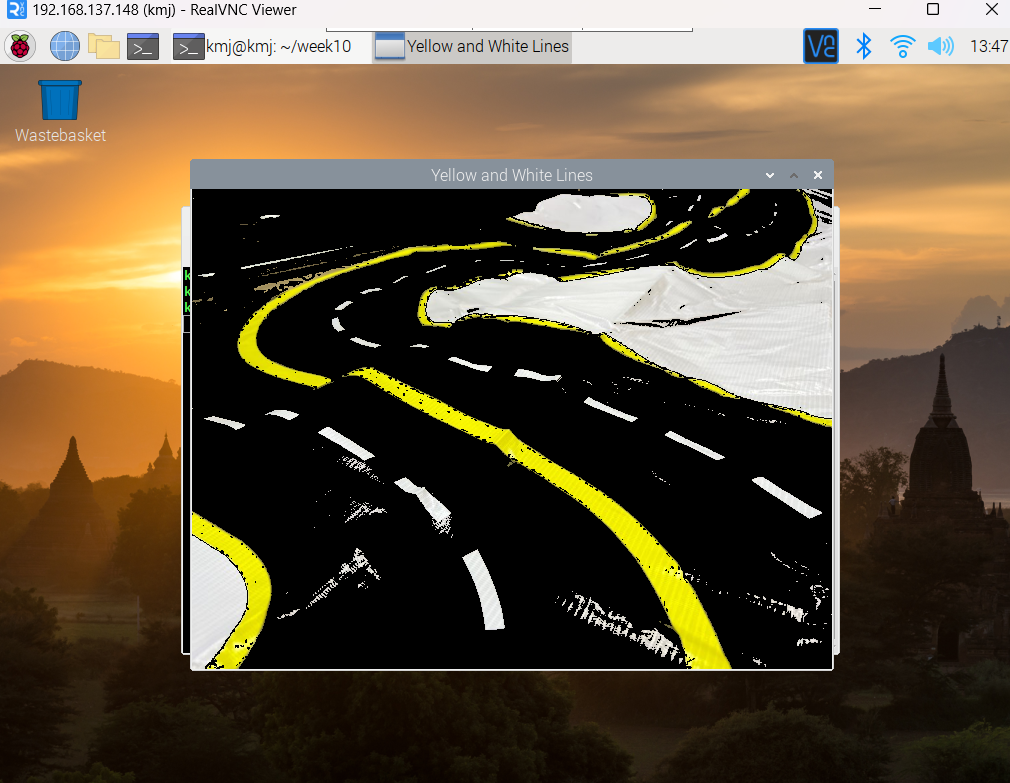 192.168.137.148 (kmj) - RealVNC Viewer
kmj@kmj: ~/week10
Yellow and White Lines
13:47
Wastebasket
Yellow and White Lines
k
k
k